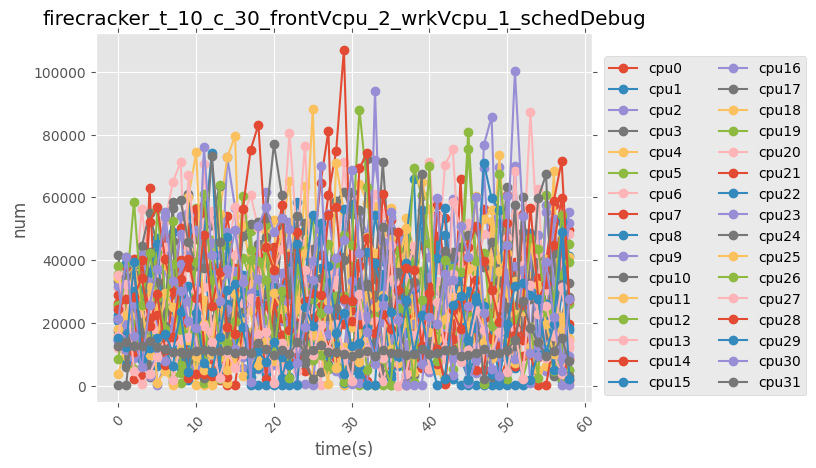 firecracker_t_10_c_30_frontVcpu_2_wrkVcpu_1_schedDebug
num
100000
80000
60000
40000
20000
0
0
10
20
30
40
50
60
time(s)
cpu0
cpu1
cpu2
cpu3
cpu4
cpu5
cpu6
cpu7
cpu8
cpu9
cpu10
cpu11
cpu12
cpu13
cpu14
cpu15
cpu16
cpu17
cpu18
cpu19
cpu20
cpu21
cpu22
cpu23
cpu24
cpu25
cpu26
cpu27
cpu28
cpu29
cpu30
cpu31